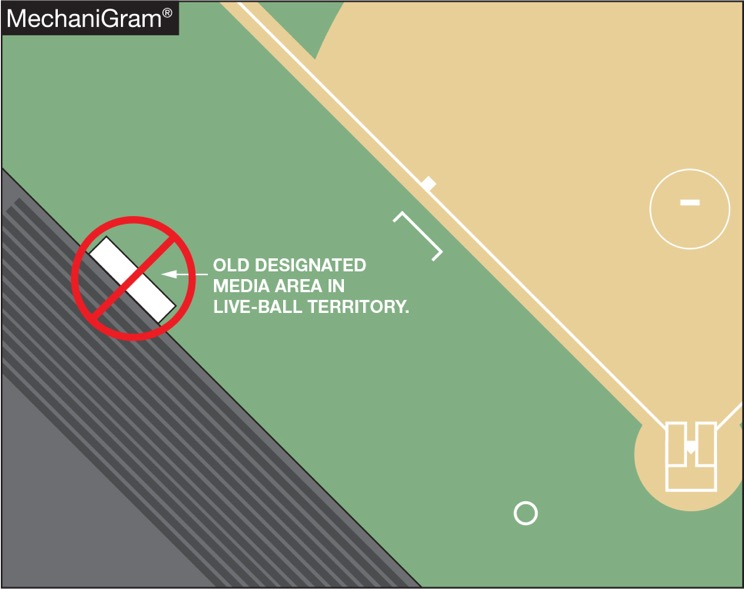 MechaniGram®
OLD DESIGNATED
MEDIA AREA IN
LIVE-BALL TERRITORY.